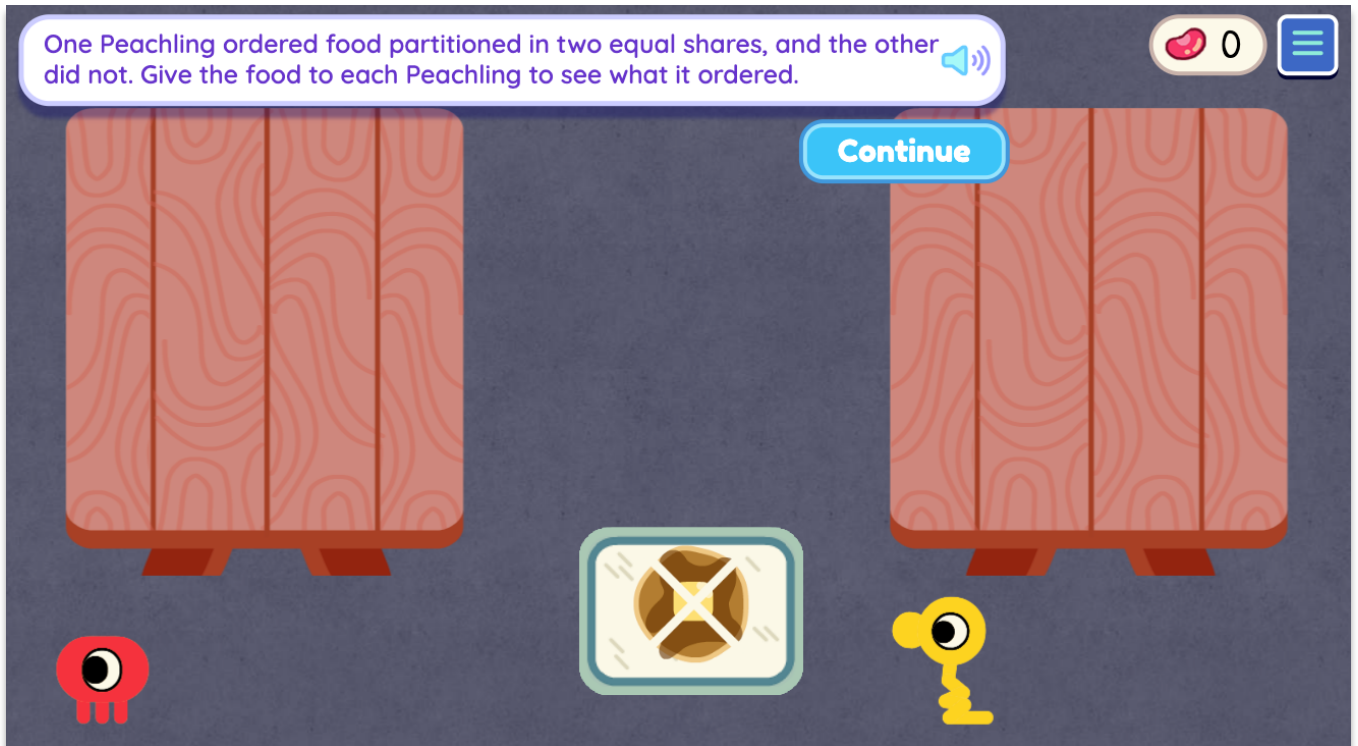 One Peachling ordered food partitioned in two equal shares, and the other
did not. Give the food to each Peachling to see what it ordered.
0
Continue